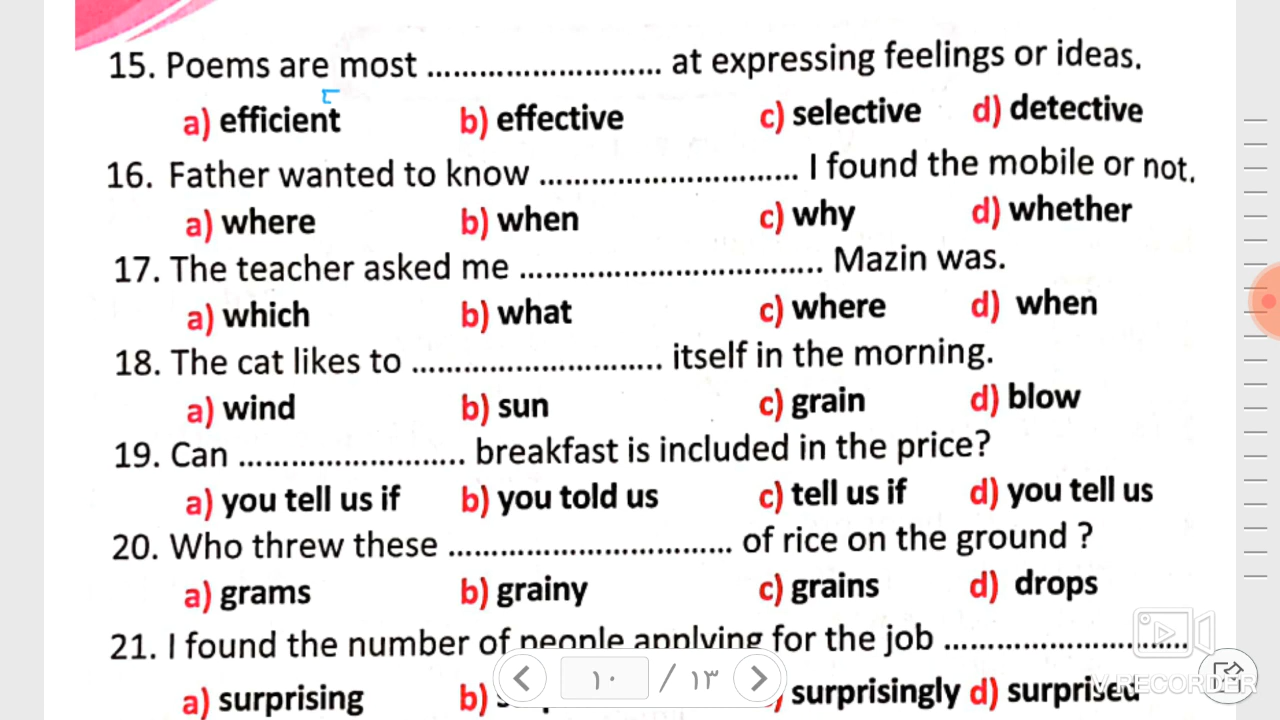 15. Poems are most ............................ at expressing feelings or ideas.
a) efficient b) effective c) selective d) detective
16. Father wanted to know ............................... I found the mobile or not.
a) where b) when c) why d) whether
17. The teacher asked me .................................... Mazin was.
a) which b) what c) where d) when
18. The cat likes to .............................. itself in the morning.
a) wind b) sun c) grain d) blow
19. Can ........................... breakfast is included in the price?
a) you tell us if b) you told us c) tell us if d) you tell us
20. Who threw these .................................. of rice on the ground ?
a) grams b) grainy c) grains d) drops
21. I found the number of people applying for the job .............................
a) surprising b) surprisingly d) surprised
١٠ / ١٣
V RECORDER